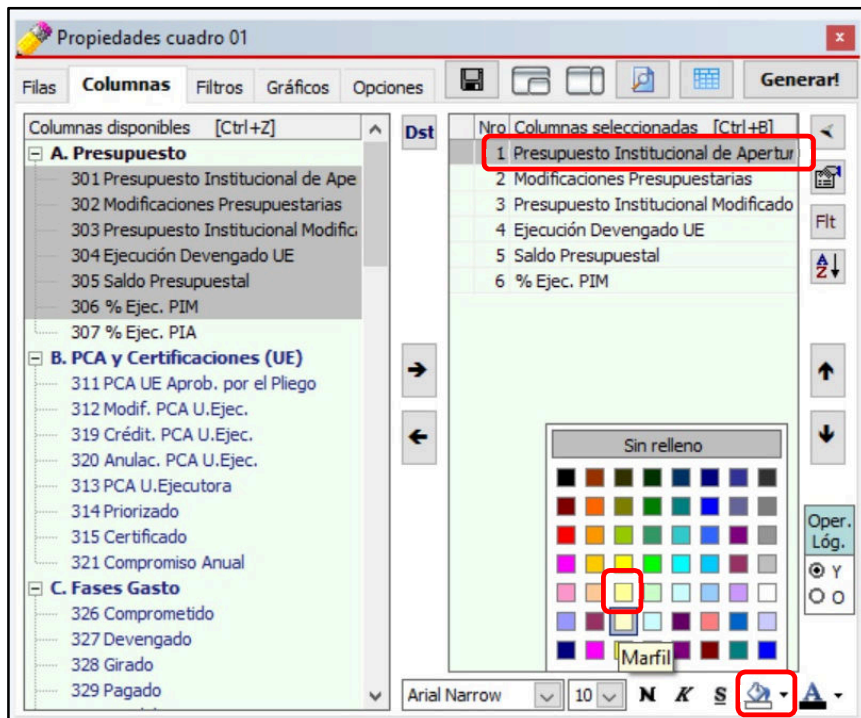 Propiedades cuadro 01
x
Filas Columnas Filtros Gráficos Opciones Generar!
Columnas disponibles [Ctrl+Z]
A. Presupuesto
301 Presupuesto Institucional de Ape
302 Modificaciones Presupuestarias
303 Presupuesto Institucional Modific
304 Ejecución Devengado UE
305 Saldo Presupuestal
306 % Ejec. PIM
307 % Ejec. PIA
B. PCA y Certificaciones (UE)
311 PCA UE Aprob. por el Pliego
312 Modif. PCA U.Ejec.
319 Crédit. PCA U.Ejec.
320 Anulac. PCA U.Ejec.
313 PCA U.Ejecutora
314 Priorizado
315 Certificado
321 Compromiso Anual
C. Fases Gasto
326 Comprometido
327 Devengado
328 Girado
329 Pagado
Dst
Nro Columnas seleccionadas [Ctrl+B]
1 Presupuesto Institucional de Apertur
2 Modificaciones Presupuestarias
3 Presupuesto Institucional Modificado
4 Ejecución Devengado UE
5 Saldo Presupuestal
6 % Ejec. PIM
Sin relleno
Marfil
Flt
A
Z
Oper.
Lóg.
Y
O
Arial Narrow 10 N K S A